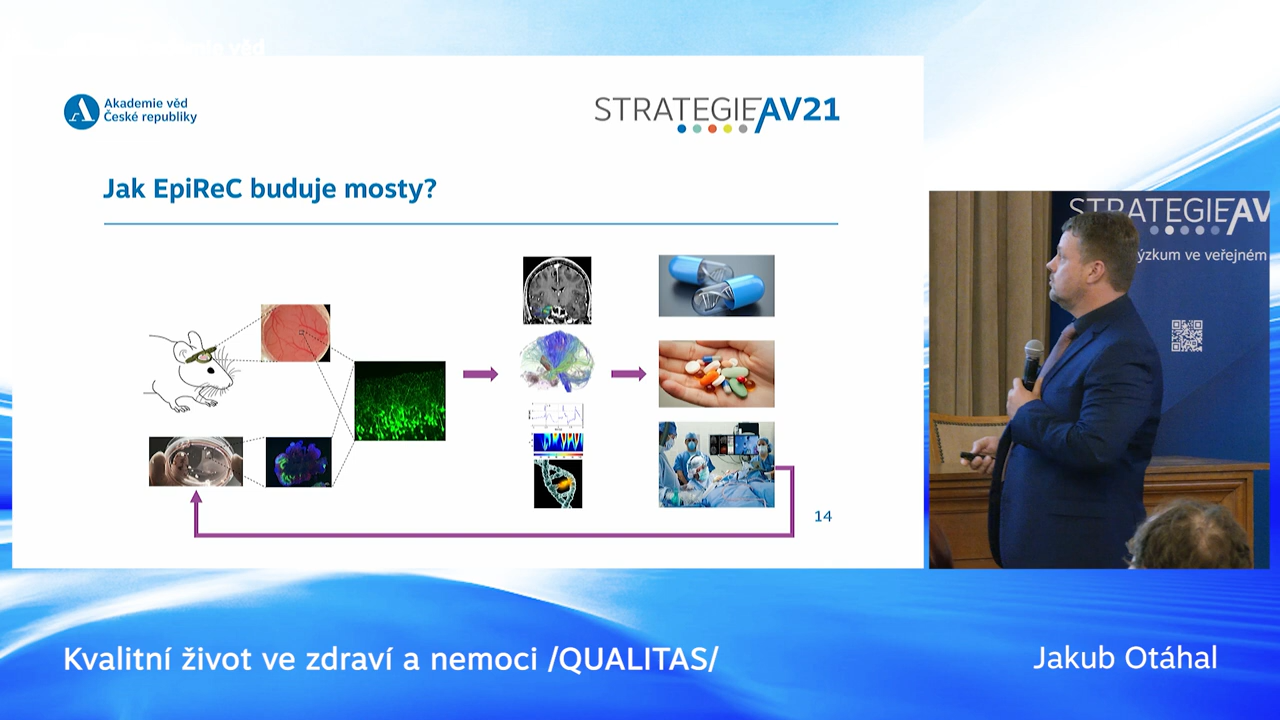 Akademie věd
České republiky
STRATEGIE AV21
Jak EpiReC buduje mosty?
14
STRATEGIE AV
ýzkum ve veřejném
Kvalitní život ve zdraví a nemoci /QUALITAS/
Jakub Otáhal